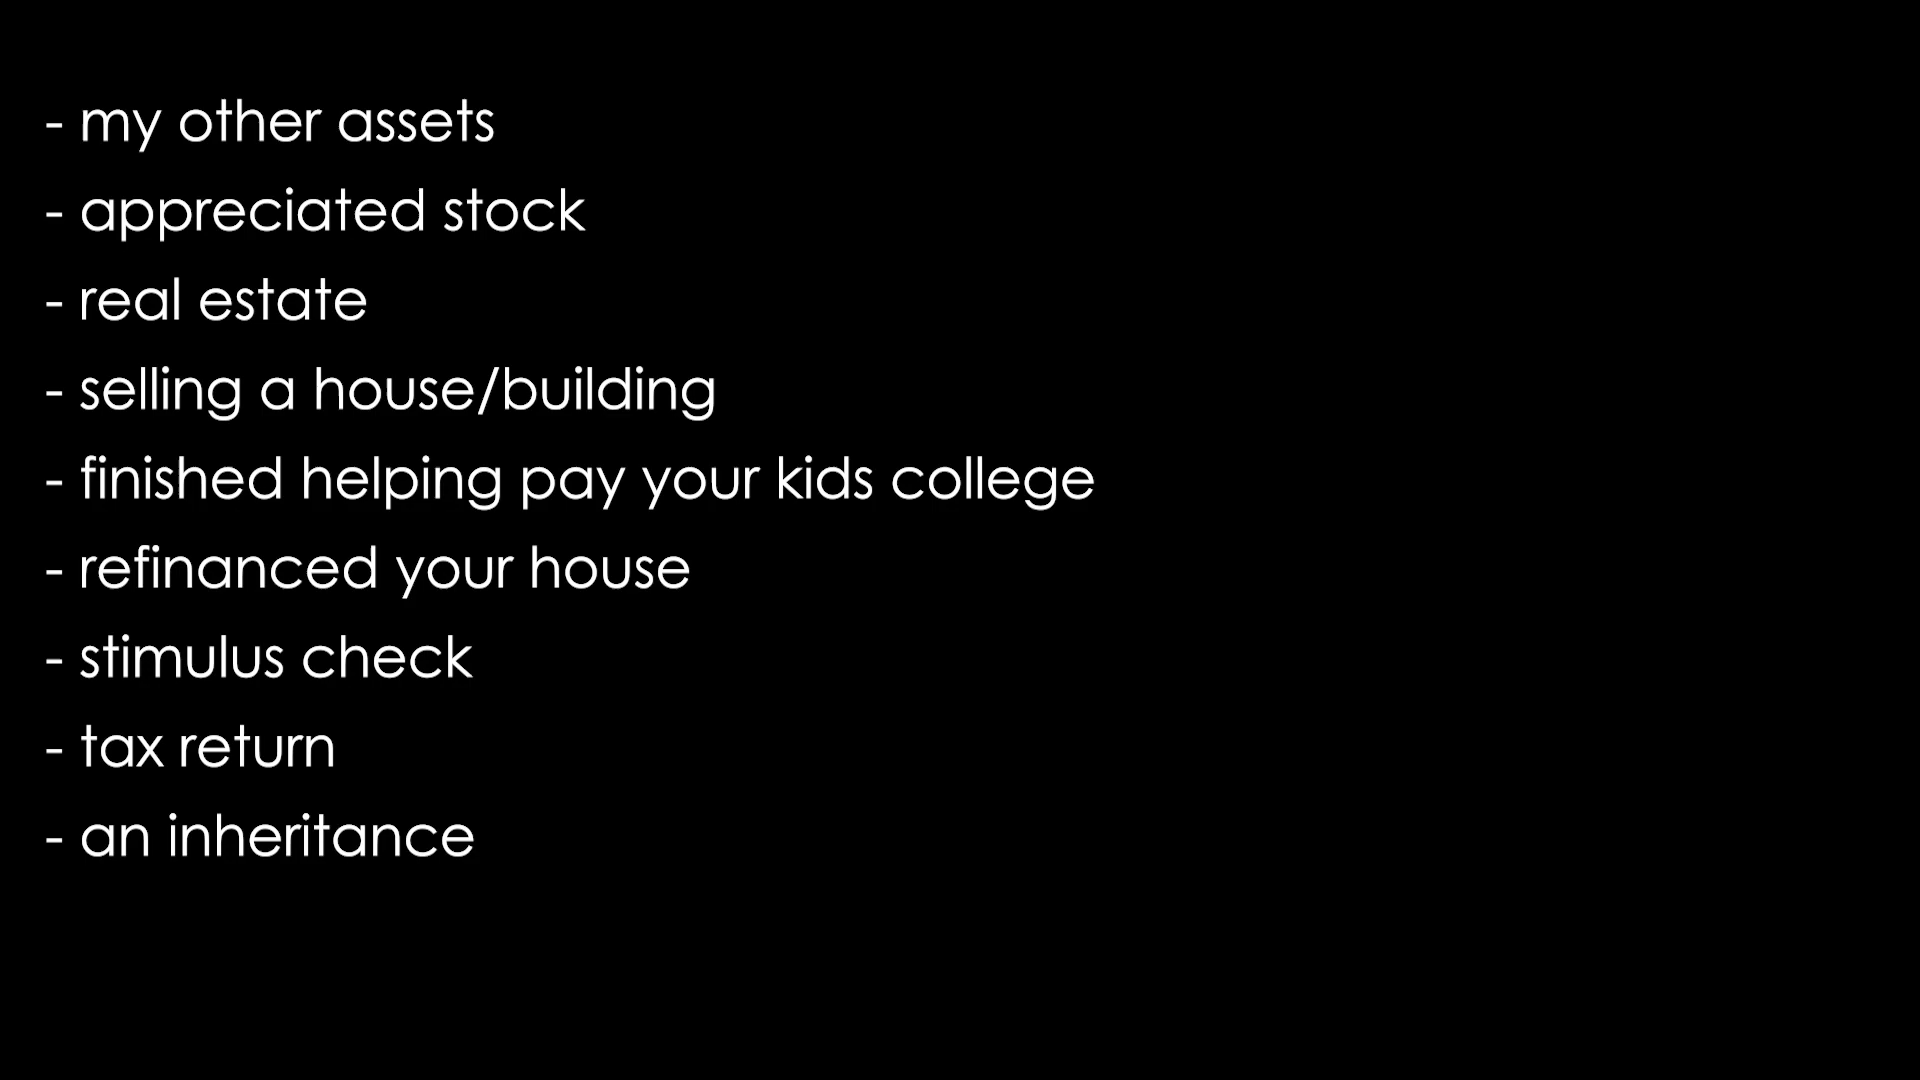 - my other assets
- appreciated stock
- real estate
- selling a house/building
- finished helping pay your kids college
- refinanced your house
- stimulus check
- tax return
- an inheritance